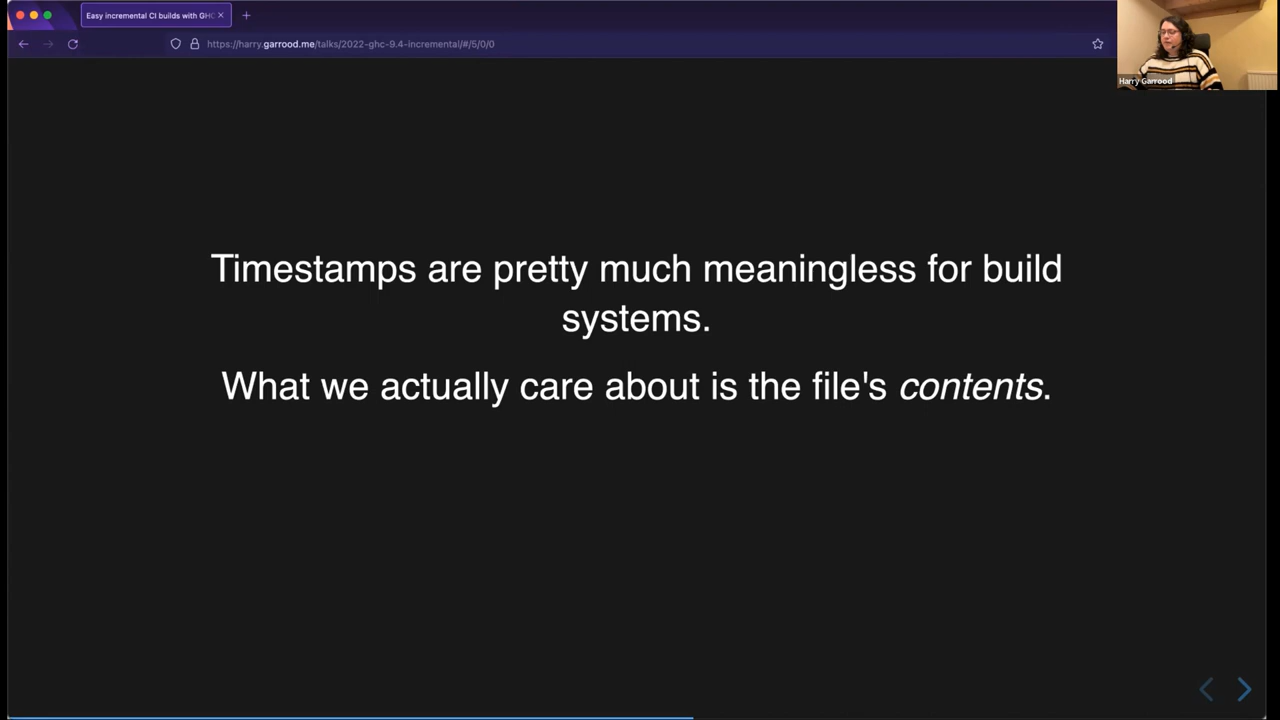 Easy incremental CI builds with GHC
https://harry.garrood.me/talks/2022-ghc-9.4-incremental/#/5/0/0
Harry Garrood
Timestamps are pretty much meaningless for build
systems.
What we actually care about is the file's contents.